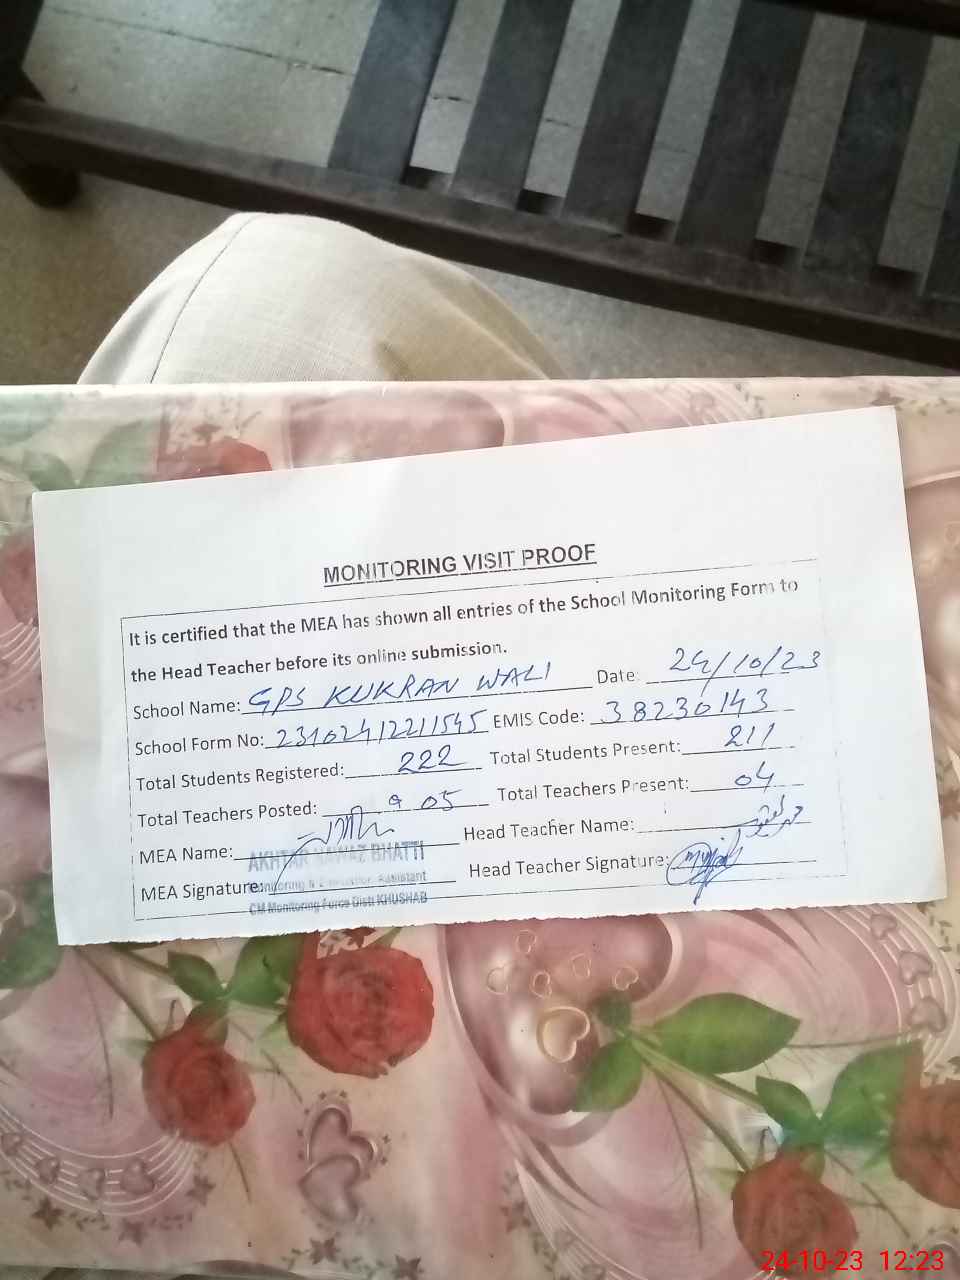 MONITORING VISIT PROOF
It is certified that the MEA has shown all entries of the School Monitoring Form to
the Head Teacher before its online submission.
School Name: GPS KUKRAN WALI Date: 24/10/23
School Form No: 23102412211545 EMIS Code: 38230143
Total Students Registered: 222 Total Students Present: 211
Total Teachers Posted: 05 Total Teachers Present: 04
MEA Name: Head Teacher Name:
AKHTAR NAWAZ BHATTI
MEA Signature: Head Teacher Signature:
Monitoring & Evaluation Assistant
CM Monitoring Force Distt KHUSHAB
24-10-23 12:23